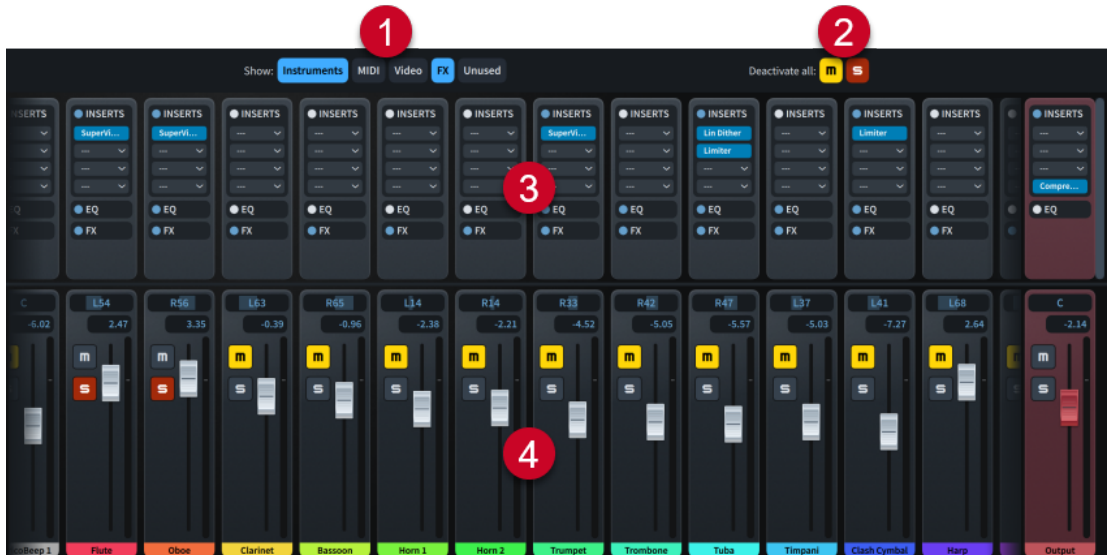 1 2
Show: Instruments MIDI Video FX Unused Deactivate all: m s
INSERTS INSERTS INSERTS INSERTS INSERTS INSERTS INSERTS INSERTS INSERTS INSERTS INSERTS INSERTS
--- SuperVi... SuperVi... --- --- --- --- SuperVi... --- Lin Dither --- Limiter --- ---
--- --- --- --- --- --- --- --- Limiter --- --- --- ---
--- --- --- --- --- --- --- --- --- --- --- --- ---
--- --- --- --- --- --- --- --- --- --- --- --- Compre...
3
EQ EQ EQ EQ EQ EQ EQ EQ EQ EQ EQ EQ EQ
FX FX FX FX FX FX FX FX FX FX FX FX
C L54 R56 L63 R65 L14 R14 R33 R42 R47 L37 L41 L68 C
-6.02 2.47 3.35 -0.39 -0.96 -2.38 -2.21 -4.52 -5.05 -5.57 -5.03 -7.27 2.64 -2.14
m m m m m m m m m m m m m
s s s s s s s s s s s s s
4
Flute Oboe Clarinet Bassoon Horn 1 Horn 2 Trumpet Trombone Tuba Timpani Clash Cymbal Harp Output